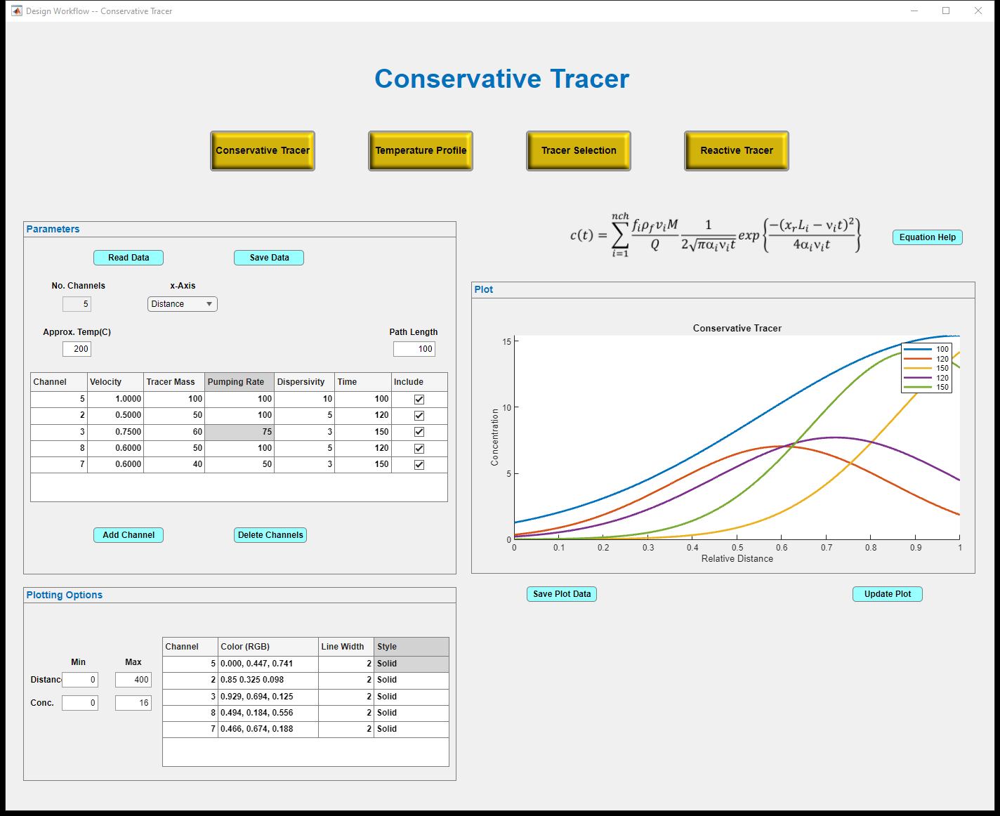 Design Workflow -- Conservative Tracer
Conservative Tracer
Conservative Tracer Temperature Profile Tracer Selection Reactive Tracer
Parameters
Read Data Save Data
No. Channels x-Axis
5 Distance
Approx. Temp(C) Path Length
200 100
Channel Velocity Tracer Mass Pumping Rate Dispersivity Time Include
5 1.0000 100 100 10 100
2 0.5000 50 100 5 120
3 0.7500 60 75 3 150
8 0.6000 50 100 5 120
7 0.6000 40 50 3 150
Add Channel Delete Channels
c(t) = \sum_{i=1}^{nch} \frac{f_i ρ_f v_i M}{Q} \frac{1}{2\sqrt{πα_i v_i t}} exp \left\{ \frac{-(x_r L_i - v_i t)^2)}{4α_i v_i t} \right\}
Equation Help
Plot
Conservative Tracer
15
10
5
0
Concentration
100
120
150
120
150
0 0.1 0.2 0.3 0.4 0.5 0.6 0.7 0.8 0.9 1
Relative Distance
Save Plot Data Update Plot
Plotting Options
Min Max
Distanc 0 400
Conc. 0 16
Channel Color (RGB) Line Width Style
5 0.000, 0.447, 0.741 2 Solid
2 0.85 0.325 0.098 2 Solid
3 0.929, 0.694, 0.125 2 Solid
8 0.494, 0.184, 0.556 2 Solid
7 0.466, 0.674, 0.188 2 Solid